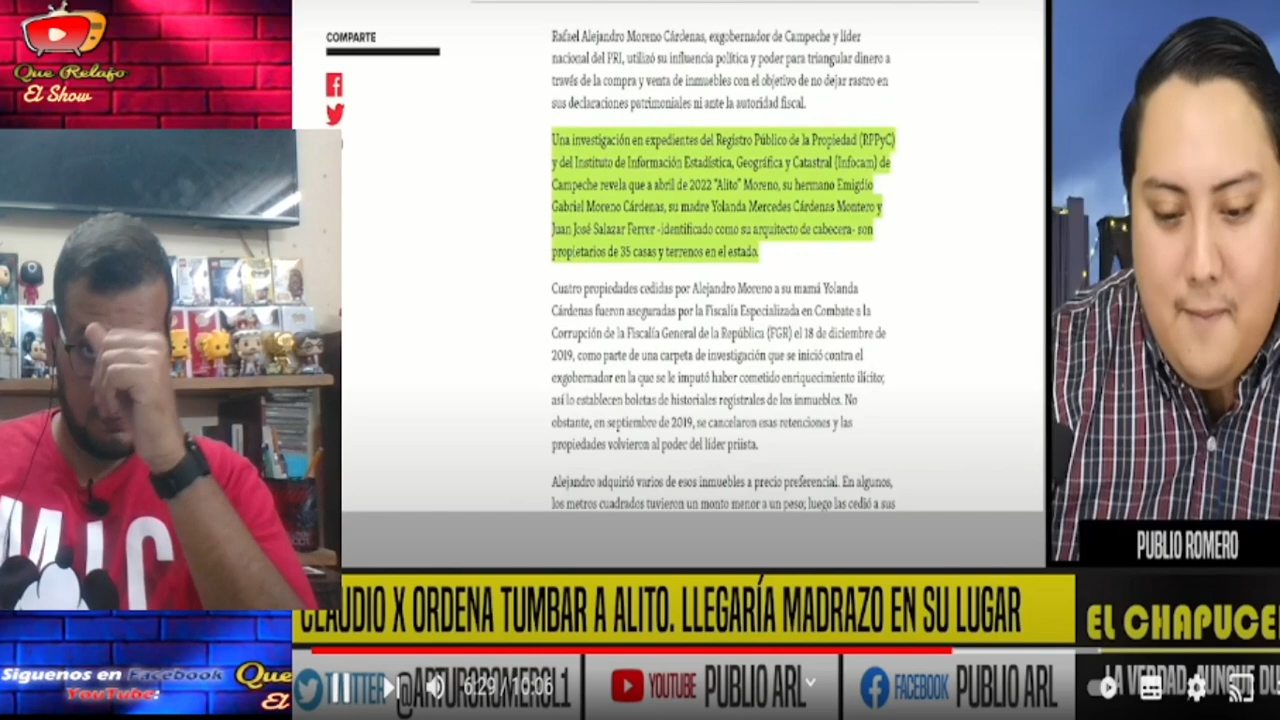 Que Relajo
El Show
COMPARTE
Rafael Alejandro Moreno Cárdenas, exgobernador de Campeche y líder
nacional del PRI, utilizó su influencia política y poder para triangular dinero a
través de la compra y venta de inmuebles con el objetivo de no dejar rastro en
sus declaraciones patrimoniales ni ante la autoridad fiscal.
Una investigación en expedientes del Registro Público de la Propiedad (RPPyC)
y del Instituto de Información Estadística, Geográfica y Catastral (Infocam) de
Campeche revela que a abril de 2022 "Alito" Moreno, su hermano Emigdio
Gabriel Moreno Cárdenas, su madre Yolanda Mercedes Cárdenas Montero y
Juan José Salazar Ferrer -identificado como su arquitecto de cabecera- son
propietarios de 35 casas y terrenos en el estado.
Cuatro propiedades cedidas por Alejandro Moreno a su mamá Yolanda
Cárdenas fueron aseguradas por la Fiscalía Especializada en Combate a la
Corrupción de la Fiscalía General de la República (FGR) el 18 de diciembre de
2019, como parte de una carpeta de investigación que se inició contra el
exgobernador en la que se le imputó haber cometido enriquecimiento ilícito;
así lo establecen boletas de historiales registrales de los inmuebles. No
obstante, en septiembre de 2019, se cancelaron esas retenciones y las
propiedades volvieron al poder del líder priista.
Alejandro adquirió varios de esos inmuebles a precio preferencial. En algunos,
los metros cuadrados tuvieron un monto menor a un peso; luego las cedió a sus
PUBLIO ROMERO
CLAUDIO X ORDENA TUMBAR A ALITO. LLEGARÍA MADRAZO EN SU LUGAR
EL CHAPUCE
Siguenos en Facebook
YouTube:
Que
El
TWITTER @ARTUROROMEROL1
6:29 / 10:06
YOUTUBE PUBLIO ARL
FACEBOOK PUBLIO ARL
LA VERDAD, AUNQUE DU